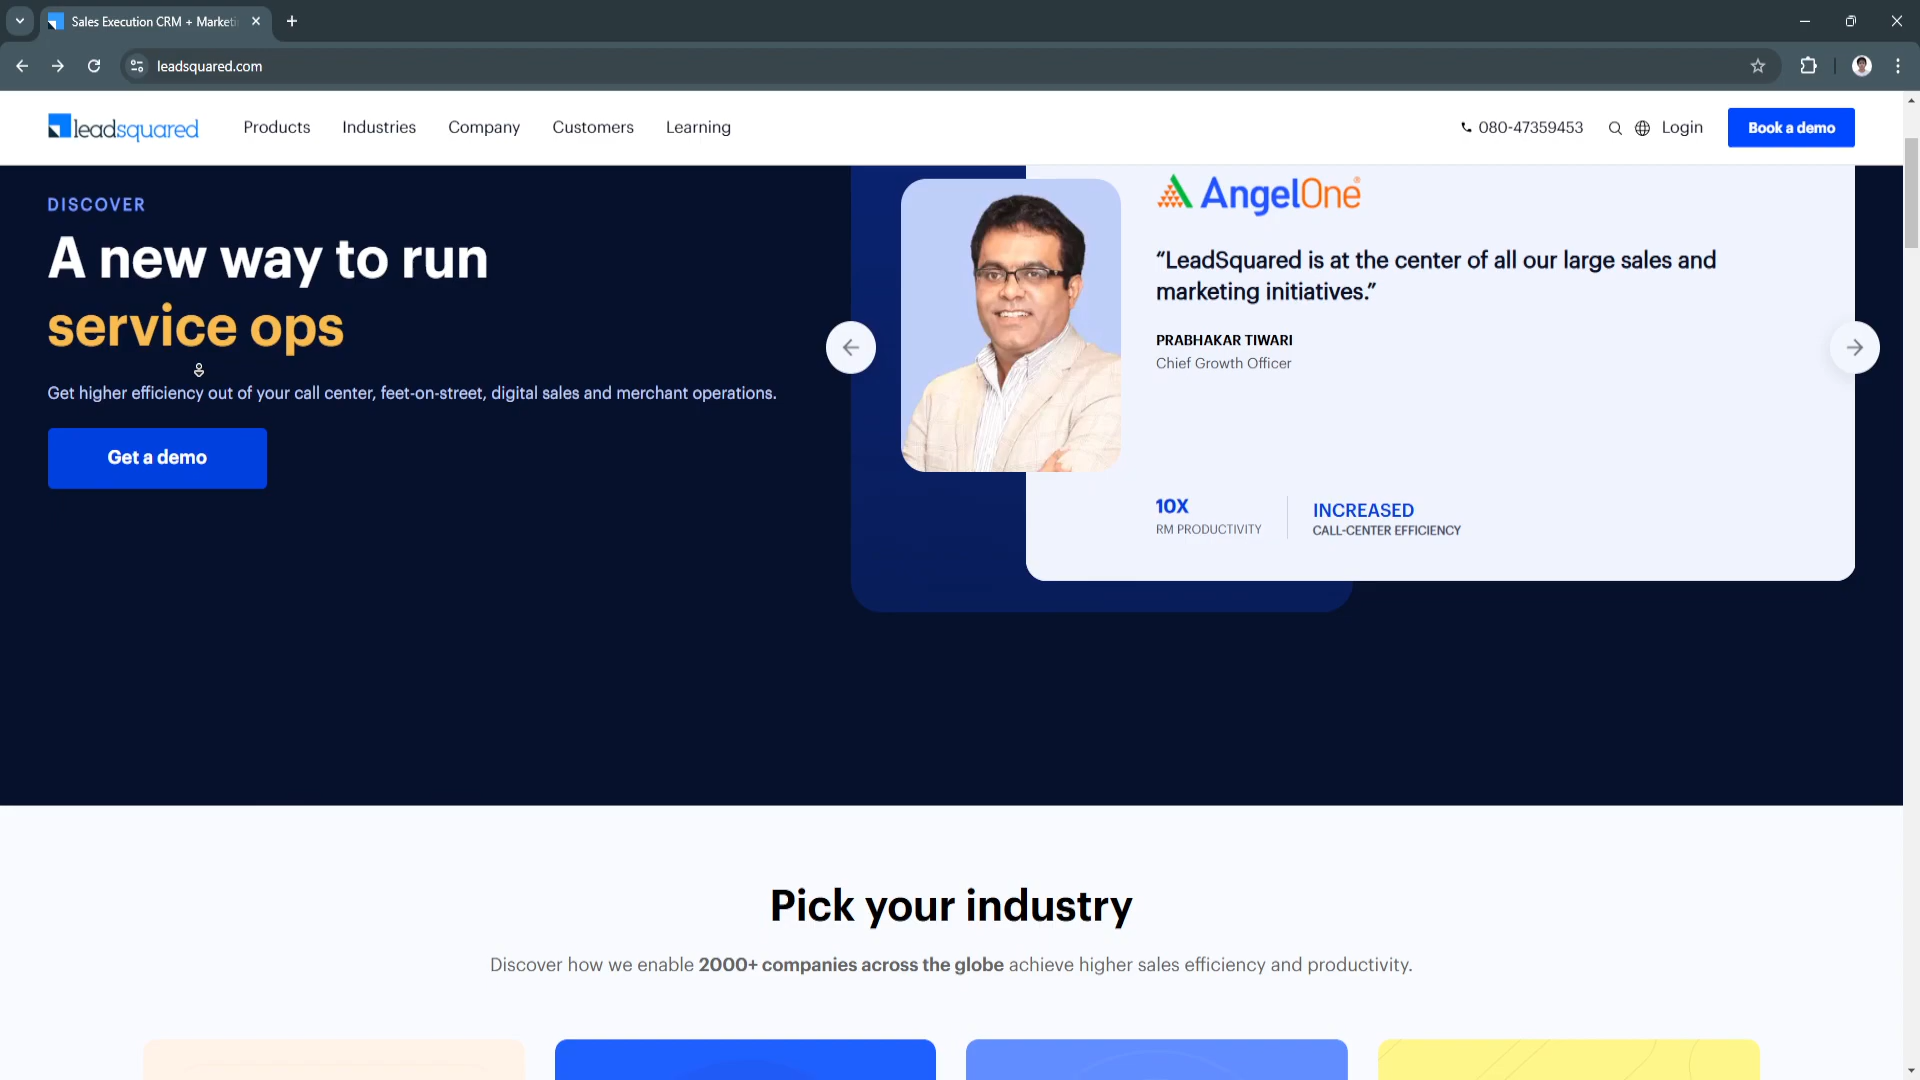 Sales Execution CRM + Marketi
leadsquared.com
leadsquared
Products
Industries
Company
Customers
Learning
080-47359453
Login
Book a demo
DISCOVER
A new way to run
service ops
Get higher efficiency out of your call center, feet-on-street, digital sales and merchant operations.
Get a demo
AngelOne
“LeadSquared is at the center of all our large sales and
marketing initiatives.”
PRABHAKAR TIWARI
Chief Growth Officer
10X
RM PRODUCTIVITY
INCREASED
CALL-CENTER EFFICIENCY
Pick your industry
Discover how we enable 2000+ companies across the globe achieve higher sales efficiency and productivity.